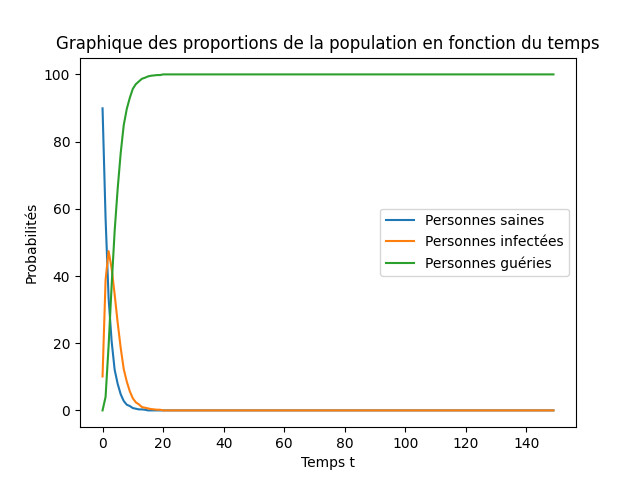 Graphique des proportions de la population en fonction du temps
100
80
60
40
20
0
Probabilités
Personnes saines
Personnes infectées
Personnes guéries
0 20 40 60 80 100 120 140
Temps t